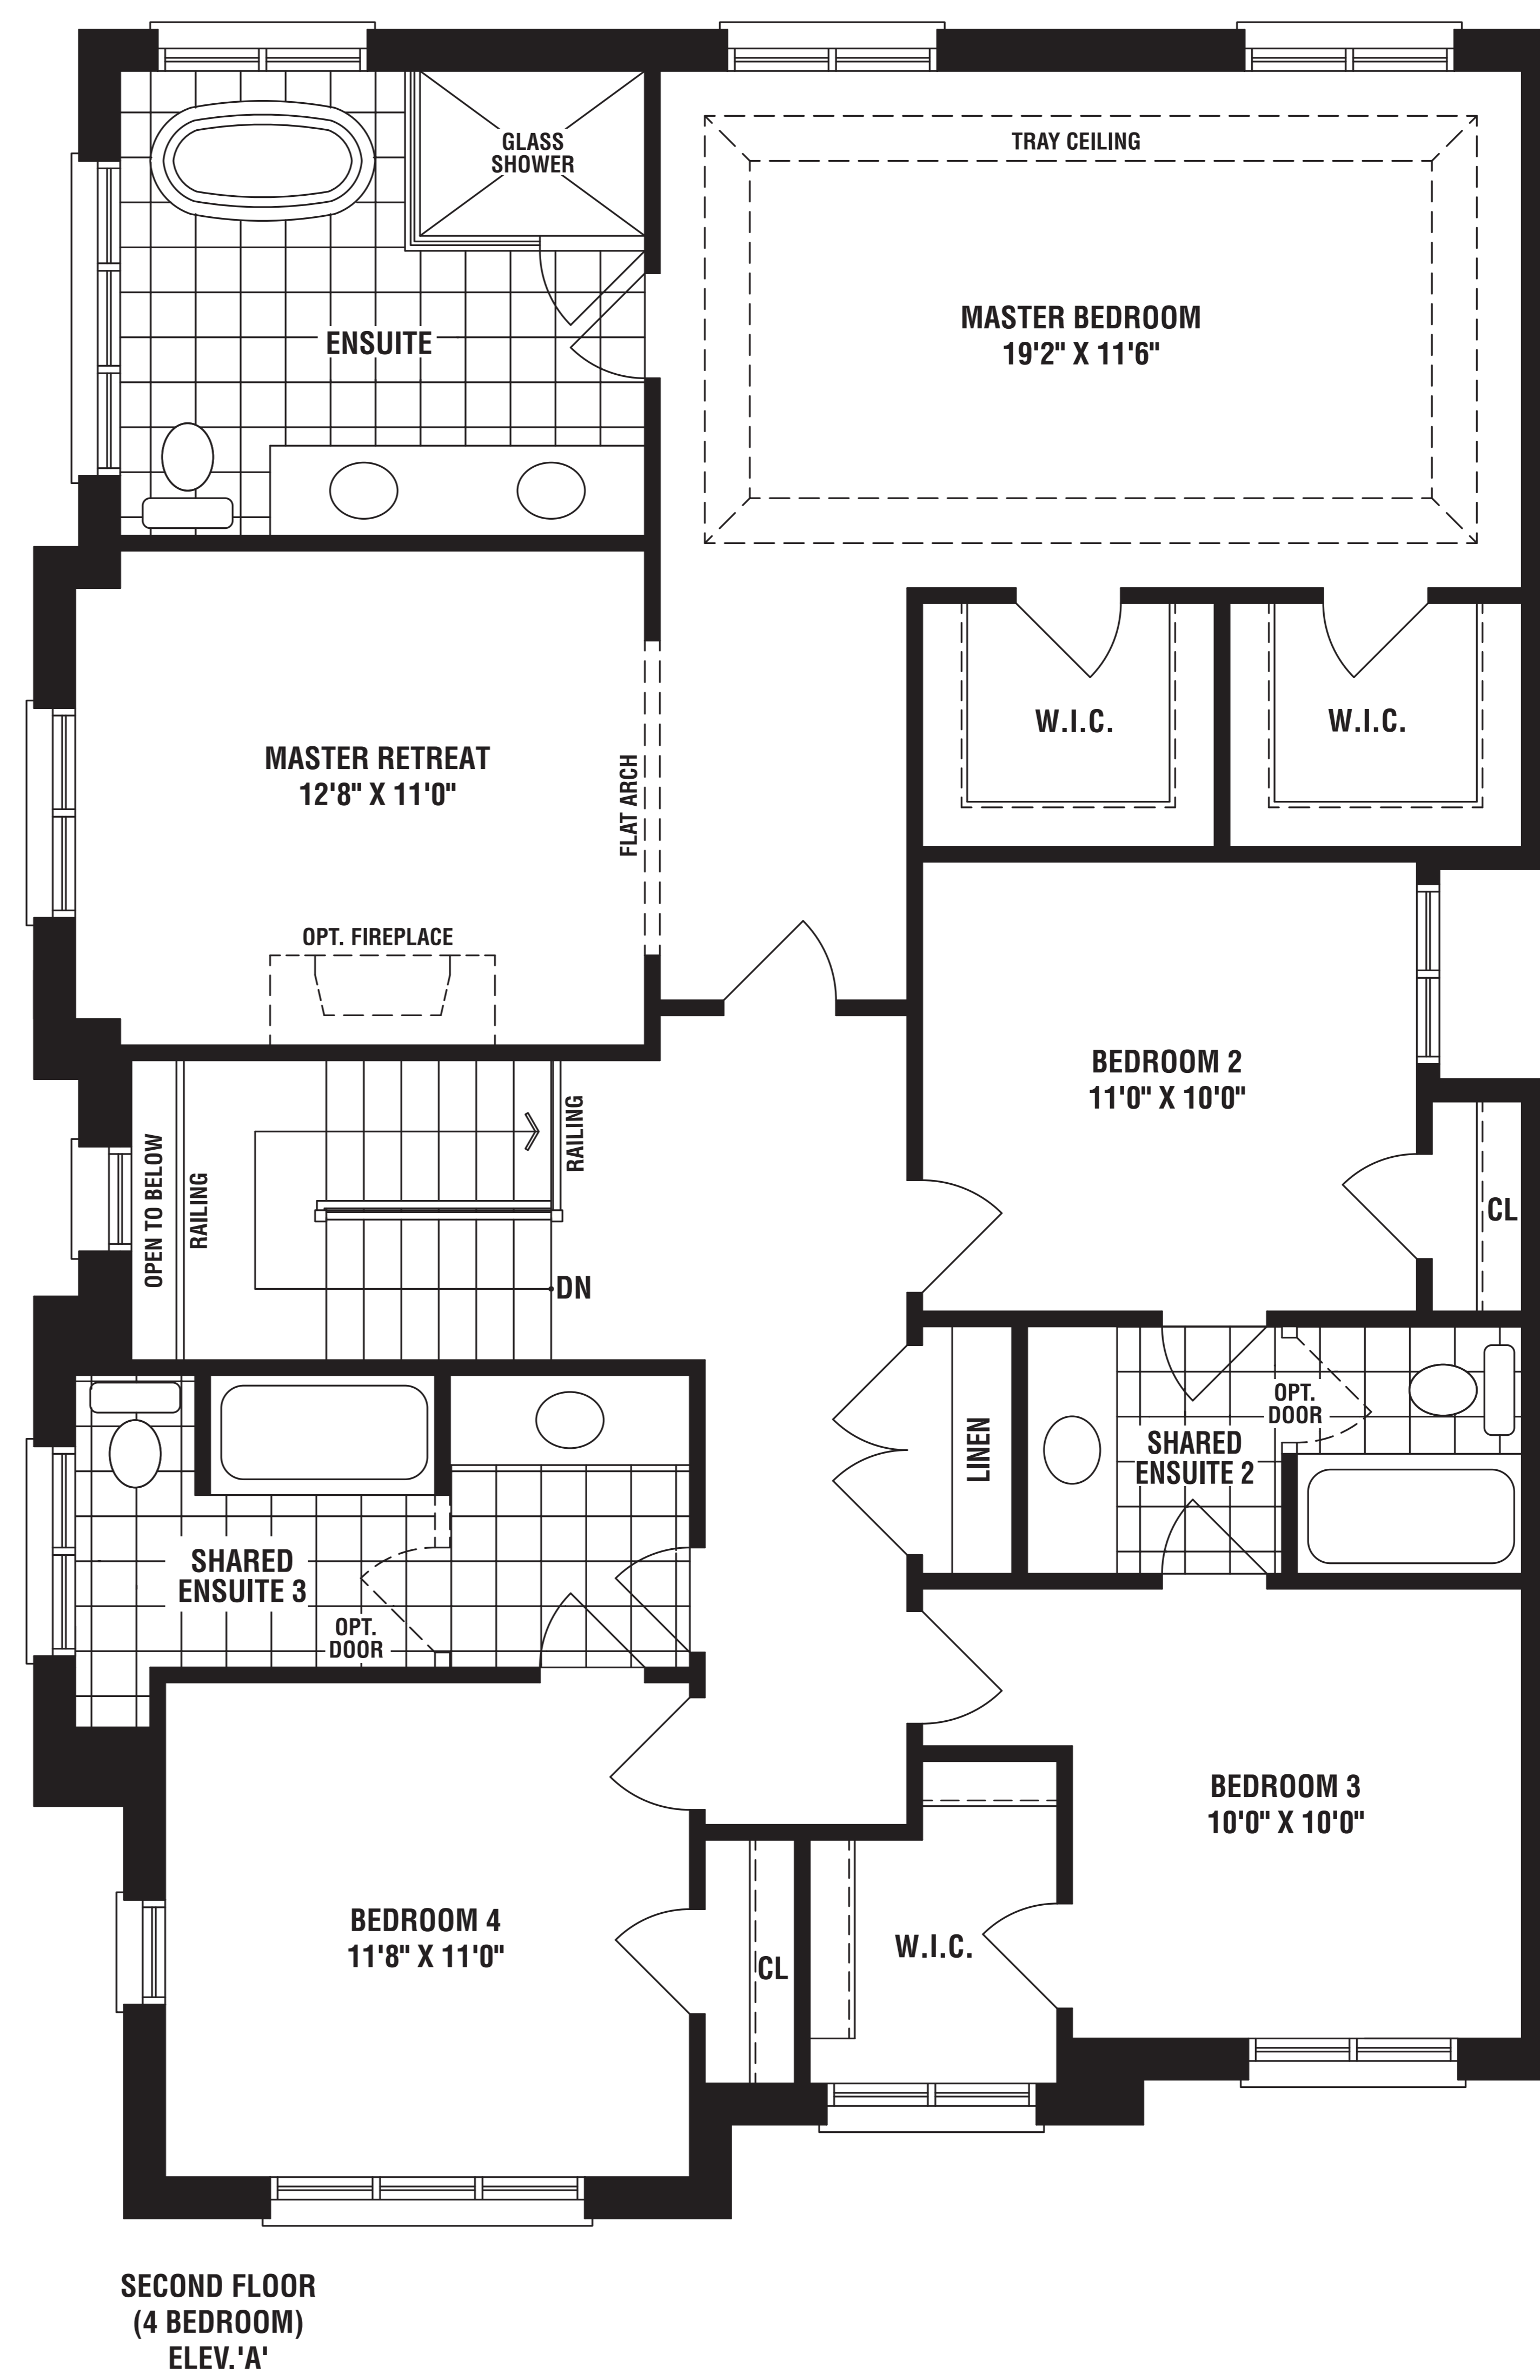 GLASS
SHOWER
TRAY CEILING
MASTER BEDROOM
19'2" X 11'6"
ENSUITE
W.I.C.
W.I.C.
MASTER RETREAT
12'8" X 11'0"
FLAT ARCH
OPT. FIREPLACE
BEDROOM 2
11'0" X 10'0"
RAILING
OPEN TO BELOW
RAILING
CL
DN
OPT.
DOOR
SHARED
ENSUITE 2
LINEN
SHARED
ENSUITE 3
OPT.
DOOR
BEDROOM 3
10'0" X 10'0"
BEDROOM 4
11'8" X 11'0"
W.I.C.
CL
SECOND FLOOR
(4 BEDROOM)
ELEV.'A'